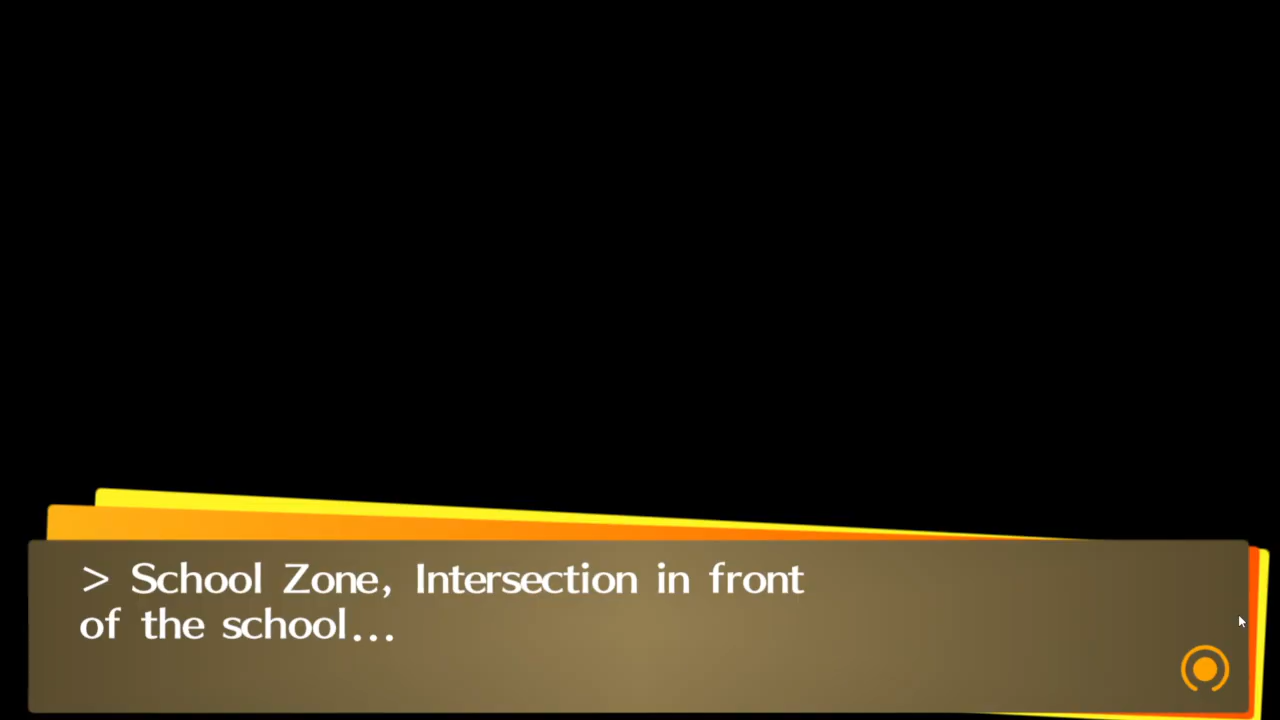 > School Zone, Intersection in front
of the school...